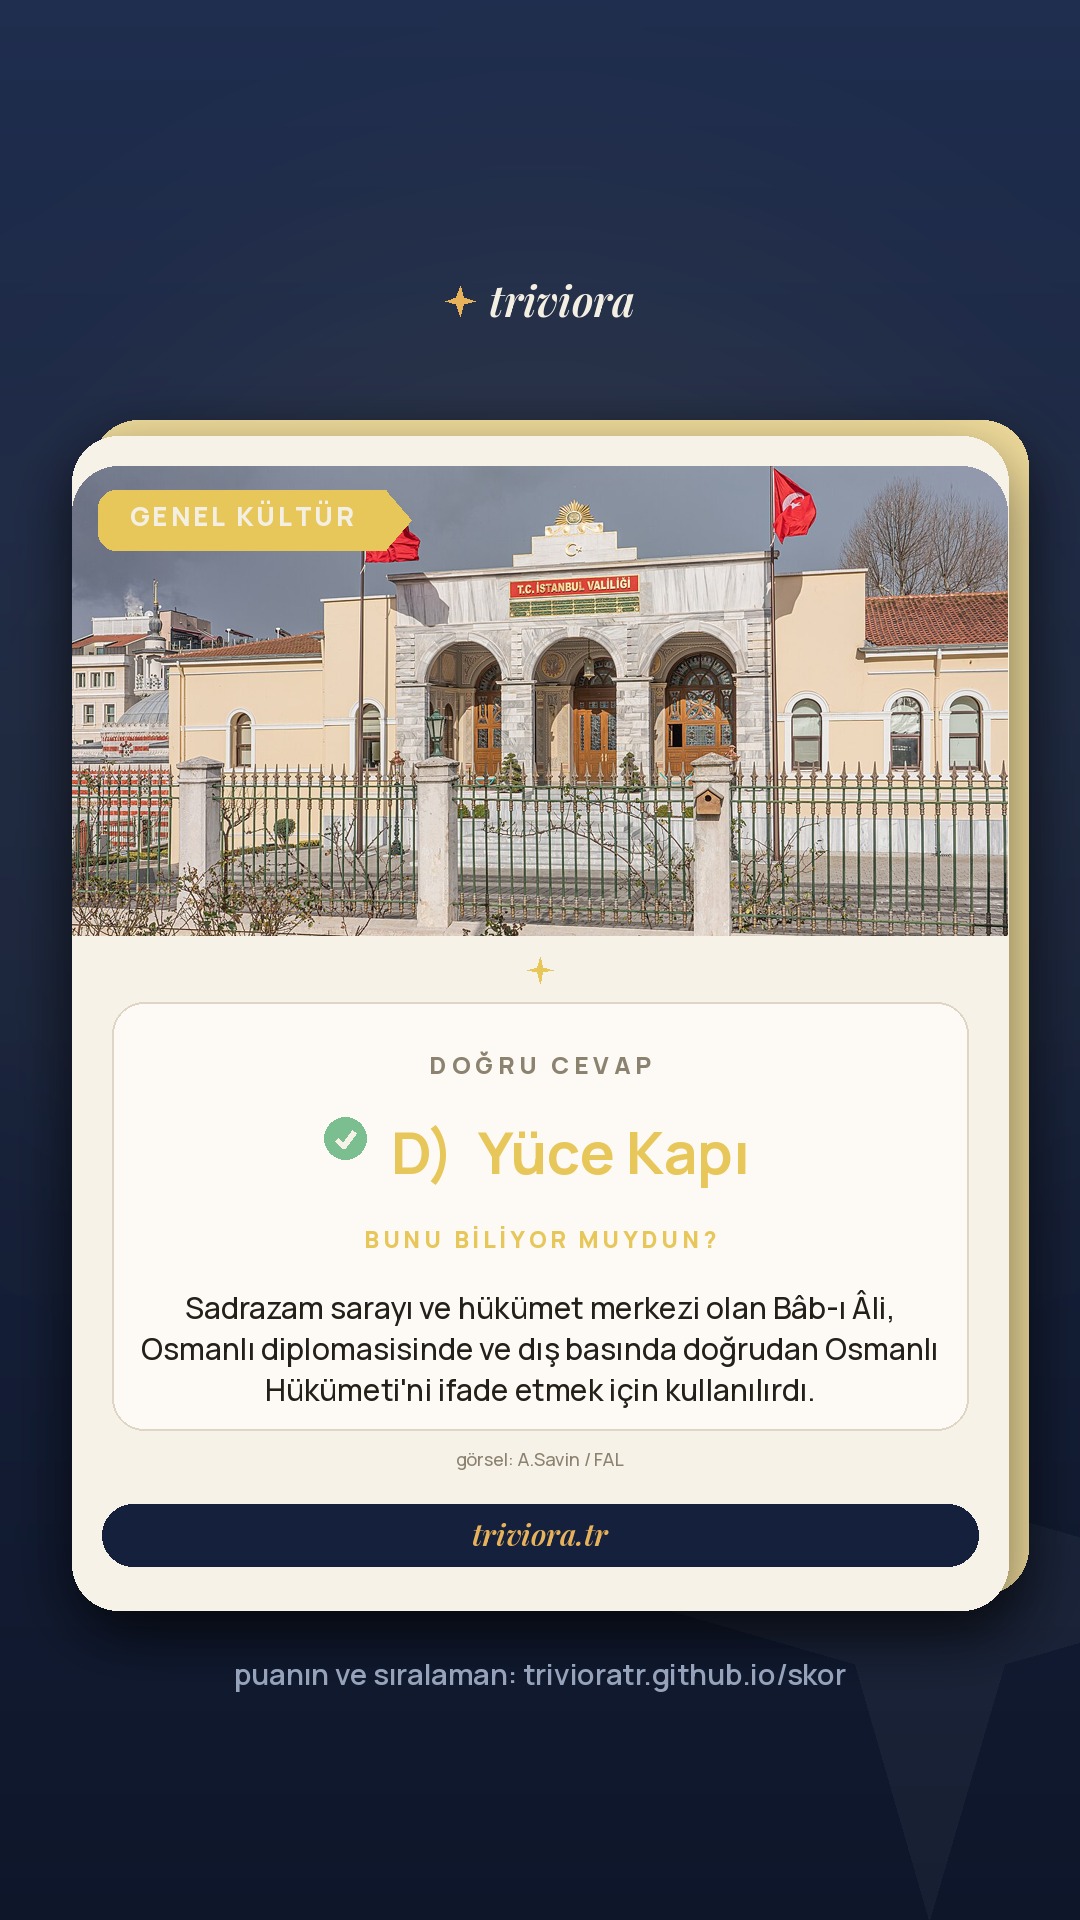 triviora
GENEL KÜLTÜR
T.C. İSTANBUL VALİLİĞİ
DOĞRU CEVAP
D) Yüce Kapı
BUNU BİLİYOR MUYDUN?
Sadrazam sarayı ve hükümet merkezi olan Bâb-ı Âli,
Osmanlı diplomasisinde ve dış basında doğrudan Osmanlı
Hükümeti'ni ifade etmek için kullanılırdı.
görsel: A.Savin / FAL
triviora.tr
puanın ve sıralaman: trivioratr.github.io/skor